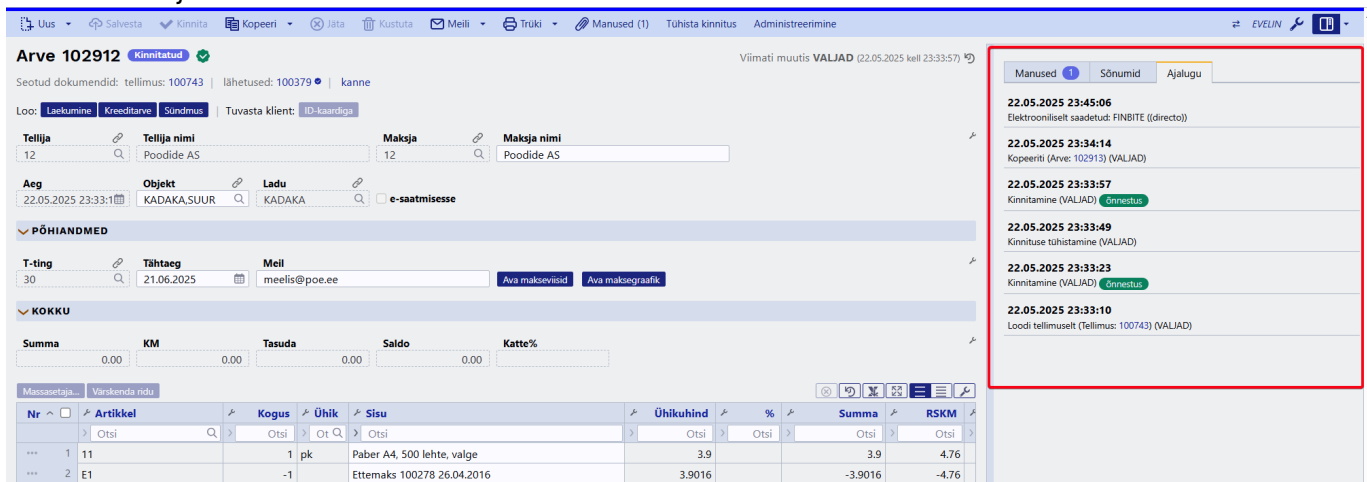 Uus Salvesta Kinnita Kopeeri Jäta Kustuta Meili Trüki Manused (1) Tühista kinnitus Administreerimine EVELIN
Arve 102912 Kinnitatud
Viimati muutis VALJAD (22.05.2025 kell 23:33:57)
Seotud dokumendid: tellimus: 100743 | lähetused: 100379 | kanne
Loo: Laekumine Kreeditarve Sündmus | Tuvasta klient: ID-kaardiga
Tellija Tellija nimi Maksja Maksja nimi
12 Poodide AS 12 Poodide AS
Aeg Objekt Ladu
22.05.2025 23:33:1 KADAKA,SUUR KADAKA e-saatmisesse
PÕHIANDMED
T-ting Tähtaeg Meil
30 21.06.2025 meelis@poe.ee Ava makseviisid Ava maksegraafik
KOKKU
Summa KM Tasuda Saldo Katte%
0.00 0.00 0.00 0.00
Massasetaja... Värskenda ridu
Nr Artikkel Kogus Ühik Sisu Ühikuhind % Summa RSKM
Otsi Otsi Ot Otsi Otsi Otsi Otsi Otsi
1 11 1 pk Paber A4, 500 lehte, valge 3.9 3.9 4.76
2 E1 -1 Ettemaks 100278 26.04.2016 3.9016 -3.9016 -4.76
Manused 1 Sõnumid Ajalugu
22.05.2025 23:45:06
Elektrooniliselt saadetud: FINBITE ((directo))
22.05.2025 23:34:14
Kopeeriti (Arve: 102913) (VALJAD)
22.05.2025 23:33:57
Kinnitamine (VALJAD) õnnestus
22.05.2025 23:33:49
Kinnituse tühistamine (VALJAD)
22.05.2025 23:33:23
Kinnitamine (VALJAD) õnnestus
22.05.2025 23:33:10
Loodi tellimuselt (Tellimus: 100743) (VALJAD)